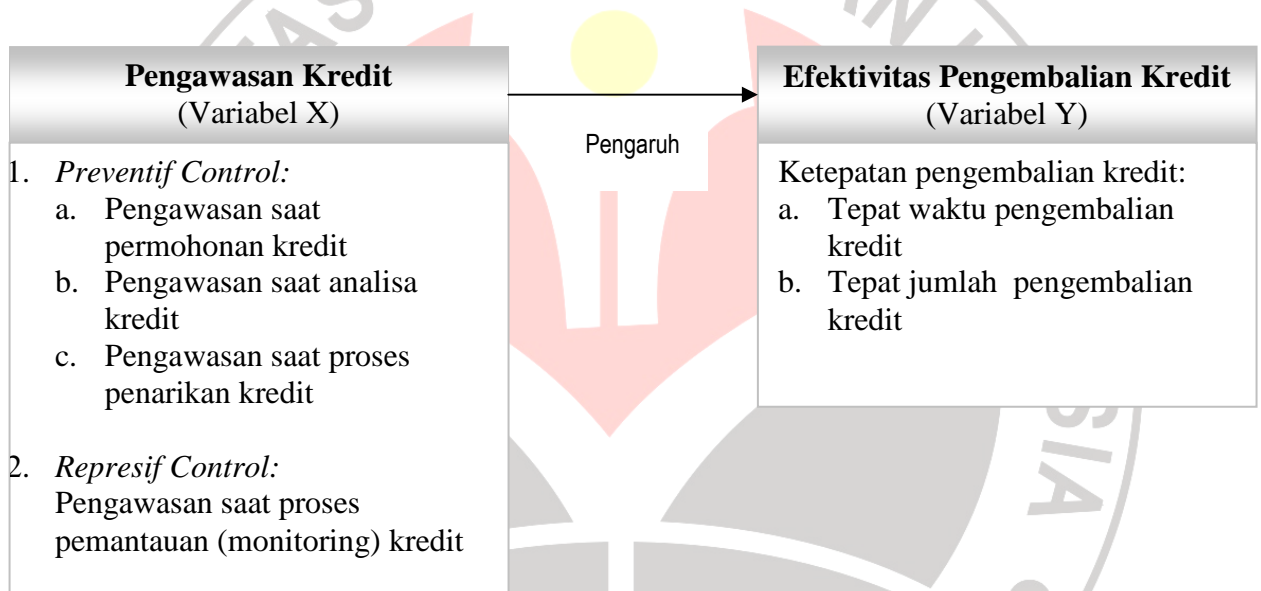 Pengawasan Kredit
(Variabel X)
1. Preventif Control:
a. Pengawasan saat
permohonan kredit
b. Pengawasan saat analisa
kredit
c. Pengawasan saat proses
penarikan kredit
2. Represif Control:
Pengawasan saat proses
pemantauan (monitoring) kredit
Pengaruh
Efektivitas Pengembalian Kredit
(Variabel Y)
Ketepatan pengembalian kredit:
a. Tepat waktu pengembalian
kredit
b. Tepat jumlah pengembalian
kredit